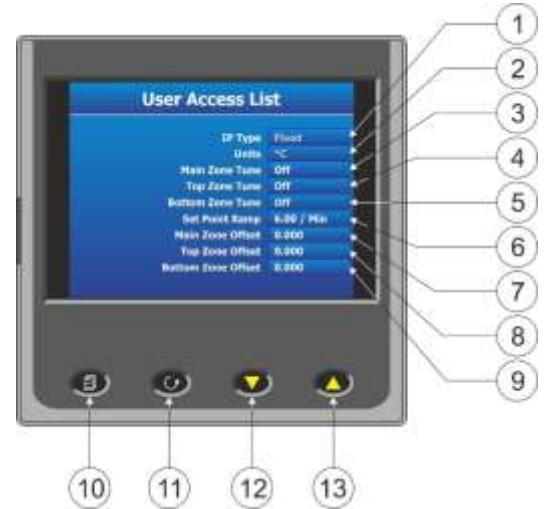 User Access List
IP Type Fixed
Units °C
Main Zone Tune Off
Top Zone Tune Off
Bottom Zone Tune Off
Set Point Ramp 6.00 / Min
Main Zone Offset 0.000
Top Zone Offset 0.000
Bottom Zone Offset 0.000
1
2
3
4
5
6
7
8
9
10
11
12
13